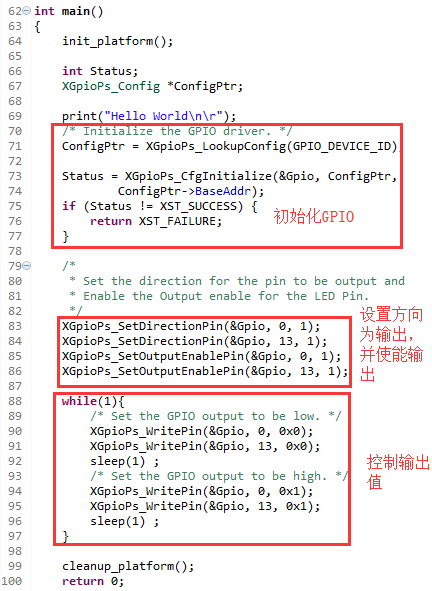 62 int main()
63 {
64     init_platform();
65
66     int Status;
67     XGpioPs_Config *ConfigPtr;
68
69     print("Hello World\n\r");
70     /* Initialize the GPIO driver. */
71     ConfigPtr = XGpioPs_LookupConfig(GPIO_DEVICE_ID)
72
73     Status = XGpioPs_CfgInitialize(&Gpio, ConfigPtr,
74             ConfigPtr->BaseAddr);
75     if (Status != XST_SUCCESS) {
76         return XST_FAILURE;
77     }
初始化GPIO
78
79     /*
80      * Set the direction for the pin to be output and
81      * Enable the Output enable for the LED Pin.
82      */
83     XGpioPs_SetDirectionPin(&Gpio, 0, 1);
84     XGpioPs_SetDirectionPin(&Gpio, 13, 1);
85     XGpioPs_SetOutputEnablePin(&Gpio, 0, 1);
86     XGpioPs_SetOutputEnablePin(&Gpio, 13, 1);
设置方向
为输出,
并使能输
出
87
88     while(1){
89         /* Set the GPIO output to be low. */
90         XGpioPs_WritePin(&Gpio, 0, 0x0);
91         XGpioPs_WritePin(&Gpio, 13, 0x0);
92         sleep(1) ;
93         /* Set the GPIO output to be high. */
94         XGpioPs_WritePin(&Gpio, 0, 0x1);
95         XGpioPs_WritePin(&Gpio, 13, 0x1);
96         sleep(1) ;
97     }
控制输出
值
98
99     cleanup_platform();
100     return 0;